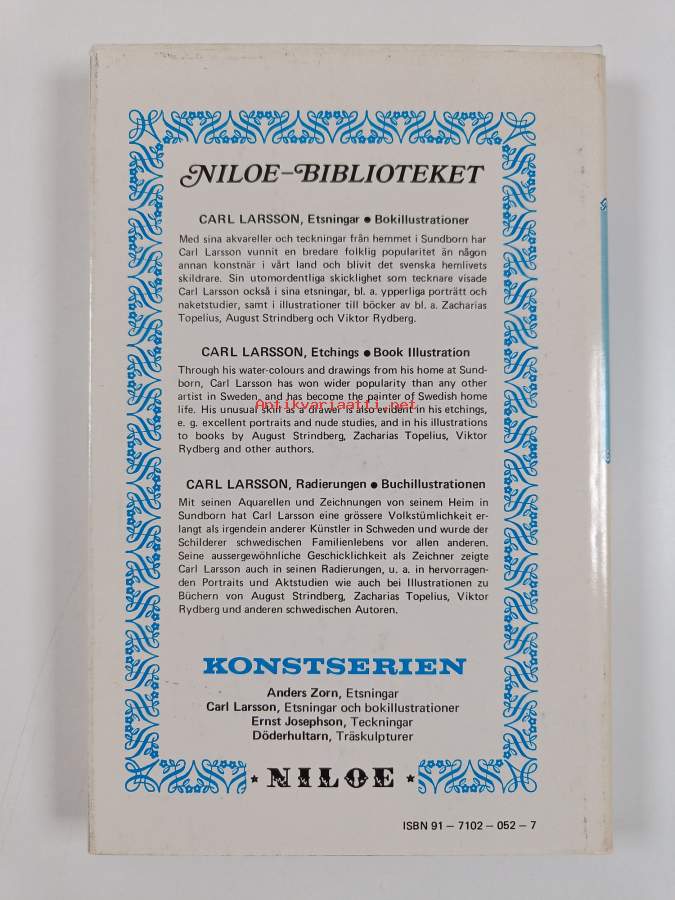 NILOE–BIBLIOTEKET
CARL LARSSON, Etsningar ● Bokillustrationer
Med sina akvareller och teckningar från hemmet i Sundborn har
Carl Larsson vunnit en bredare folklig popularitet än någon
annan konstnär i vårt land och blivit det svenska hemlivets
skildrare. Sin utomordentliga skicklighet som tecknare visade
Carl Larsson också i sina etsningar, bl. a. ypperliga porträtt och
naketstudier, samt i illustrationer till böcker av bl. a. Zacharias
Topelius, August Strindberg och Viktor Rydberg.
CARL LARSSON, Etchings ● Book Illustration
Through his water-colours and drawings from his home at Sund-
born, Carl Larsson has won wider popularity than any other
artist in Sweden, and has become the painter of Swedish home
life. His unusual skill as a drawer is also evident in his etchings,
Antikvariaatti.net
e. g. excellent portraits and nude studies, and in his illustrations
to books by August Strindberg, Zacharias Topelius, Viktor
Rydberg and other authors.
CARL LARSSON, Radierungen ● Buchillustrationen
Mit seinen Aquarellen und Zeichnungen von seinem Heim in
Sundborn hat Carl Larsson eine grössere Volkstümlichkeit er-
langt als irgendein anderer Künstler in Schweden und wurde der
Schilderer schwedischen Familienlebens vor allen anderen.
Seine aussergewöhnliche Geschicklichkeit als Zeichner zeigte
Carl Larsson auch in seinen Radierungen, u. a. in hervorragen-
den Portraits und Aktstudien wie auch bei Illustrationen zu
Büchern von August Strindberg, Zacharias Topelius, Viktor
Rydberg und anderen schwedischen Autoren.
KONSTSERIEN
Anders Zorn, Etsningar
Carl Larsson, Etsningar och bokillustrationer
Ernst Josephson, Teckningar
Döderhultarn, Träskulpturer
★ NILOE ★
ISBN 91 – 7102 – 052 – 7